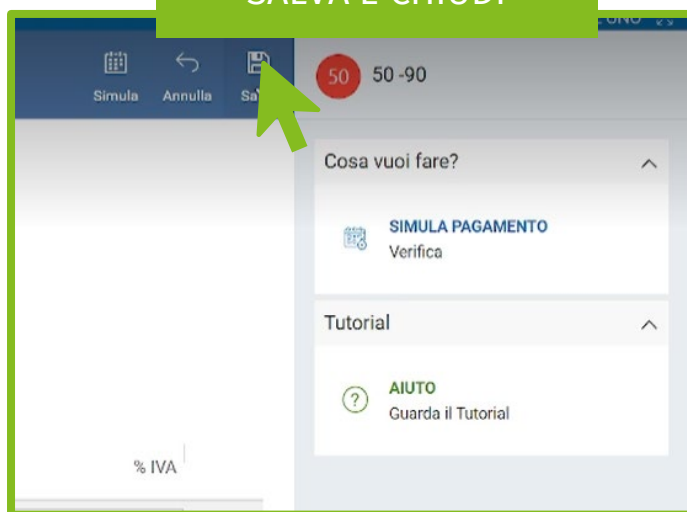 SALVA E CHIUDI
UNO
Simula
Annulla
50
50 -90
Cosa vuoi fare?
SIMULA PAGAMENTO
Verifica
Tutorial
AIUTO
Guarda il Tutorial
% IVA